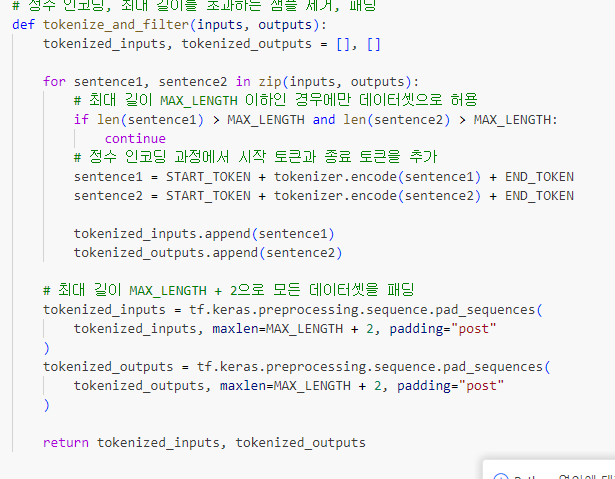 # 정수 인코딩, 최대 길이를 초과하는 샘플 제거, 패딩
def tokenize_and_filter(inputs, outputs):
    tokenized_inputs, tokenized_outputs = [], []

    for sentence1, sentence2 in zip(inputs, outputs):
        # 최대 길이 MAX_LENGTH 이하인 경우에만 데이터셋으로 허용
        if len(sentence1) > MAX_LENGTH and len(sentence2) > MAX_LENGTH:
            continue
        # 정수 인코딩 과정에서 시작 토큰과 종료 토큰을 추가
        sentence1 = START_TOKEN + tokenizer.encode(sentence1) + END_TOKEN
        sentence2 = START_TOKEN + tokenizer.encode(sentence2) + END_TOKEN

        tokenized_inputs.append(sentence1)
        tokenized_outputs.append(sentence2)

    # 최대 길이 MAX_LENGTH + 2으로 모든 데이터셋을 패딩
    tokenized_inputs = tf.keras.preprocessing.sequence.pad_sequences(
        tokenized_inputs, maxlen=MAX_LENGTH + 2, padding="post"
    )
    tokenized_outputs = tf.keras.preprocessing.sequence.pad_sequences(
        tokenized_outputs, maxlen=MAX_LENGTH + 2, padding="post"
    )

    return tokenized_inputs, tokenized_outputs